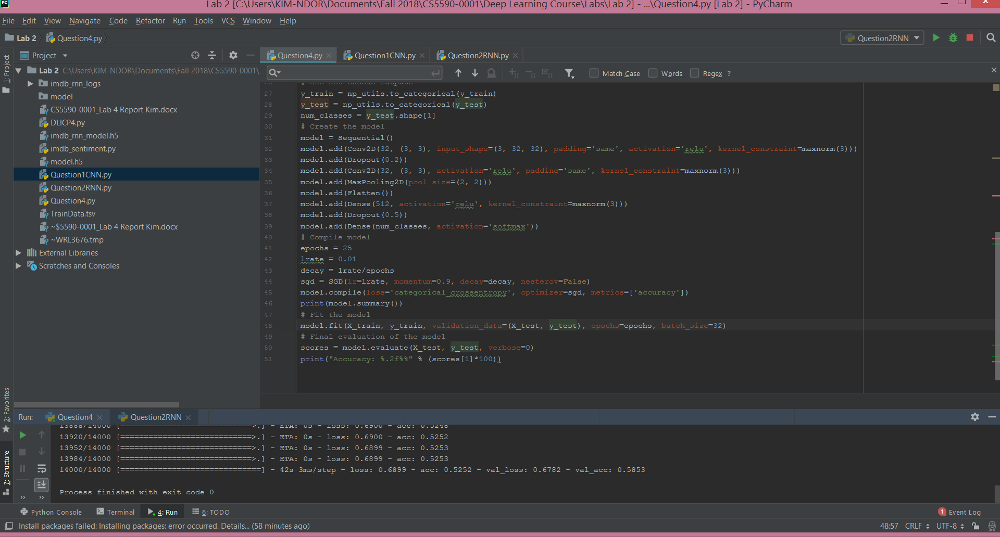 PC
Lab 2 [C:\Users\KIM-NDOR\Documents\Fall 2018\CS5590-0001\Deep Learning Course\Labs\Lab 2] - ...\Question4.py [Lab 2] - PyCharm
File Edit View Navigate Code Refactor Run Tools VCS Window Help
Lab 2 Question4.py
Question2RNN
Project
Question4.py Question1CNN.py Question2RNN.py
Match Case Words Regex ?
1: Project
Lab 2 C:\Users\KIM-NDOR\Documents\Fall 2018\CS5590-0001\
imdb_rnn_logs
model
CS5590-0001_Lab 4 Report Kim.docx
DLICP4.py
imdb_rnn_model.h5
imdb_sentiment.py
model.h5
Question1CNN.py
Question2RNN.py
Question4.py
TrainData.tsv
~$5590-0001_Lab 4 Report Kim.docx
~WRL3676.tmp
External Libraries
Scratches and Consoles
26 # one hot encode outputs
27 y_train = np_utils.to_categorical(y_train)
28 y_test = np_utils.to_categorical(y_test)
29 num_classes = y_test.shape[1]
30 # Create the model
31 model = Sequential()
32 model.add(Conv2D(32, (3, 3), input_shape=(3, 32, 32), padding='same', activation='relu', kernel_constraint=maxnorm(3)))
33 model.add(Dropout(0.2))
34 model.add(Conv2D(32, (3, 3), activation='relu', padding='same', kernel_constraint=maxnorm(3)))
35 model.add(MaxPooling2D(pool_size=(2, 2)))
36 model.add(Flatten())
37 model.add(Dense(512, activation='relu', kernel_constraint=maxnorm(3)))
38 model.add(Dropout(0.5))
39 model.add(Dense(num_classes, activation='softmax'))
40 # Compile model
41 epochs = 25
42 lrate = 0.01
43 decay = lrate/epochs
44 sgd = SGD(lr=lrate, momentum=0.9, decay=decay, nesterov=False)
45 model.compile(loss='categorical_crossentropy', optimizer=sgd, metrics=['accuracy'])
46 print(model.summary())
47 # Fit the model
48 model.fit(X_train, y_train, validation_data=(X_test, y_test), epochs=epochs, batch_size=32)
49 # Final evaluation of the model
50 scores = model.evaluate(X_test, y_test, verbose=0)
51 print("Accuracy: %.2f%%" % (scores[1]*100))
2: Favorites
7: Structure
Run: Question4 Question2RNN
13888/14000 [============================>.] - ETA: 0s - loss: 0.6900 - acc: 0.5248
13920/14000 [============================>.] - ETA: 0s - loss: 0.6900 - acc: 0.5252
13952/14000 [============================>.] - ETA: 0s - loss: 0.6899 - acc: 0.5253
13984/14000 [============================>.] - ETA: 0s - loss: 0.6899 - acc: 0.5253
14000/14000 [==============================] - 42s 3ms/step - loss: 0.6899 - acc: 0.5252 - val_loss: 0.6782 - val_acc: 0.5853
Process finished with exit code 0
Python Console Terminal 4: Run 6: TODO 1 Event Log
Install packages failed: Installing packages: error occurred. Details... (58 minutes ago) 48:57 CRLF UTF-8